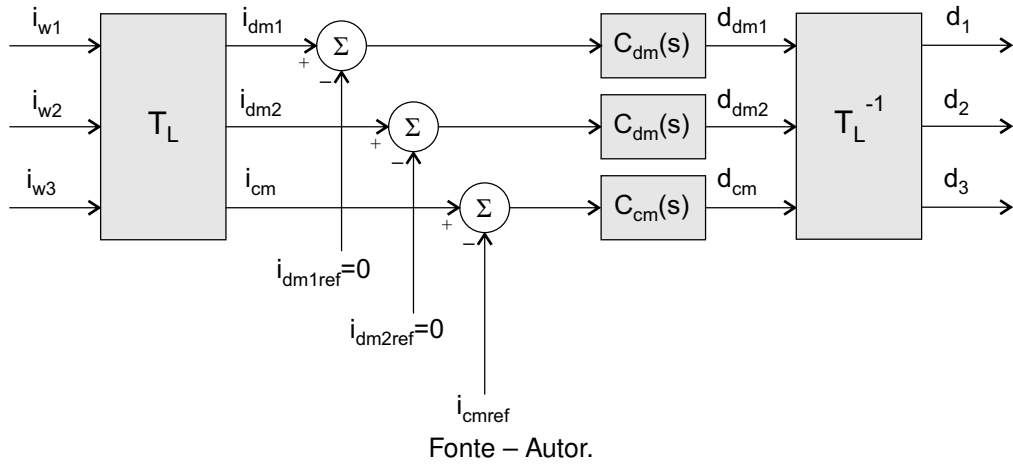 i_w1 i_dm1 d_dm1 d_1
Σ C_dm(s)
+ −
i_w2 i_dm2 d_dm2 d_2
T_L Σ C_dm(s) T_L^-1
+ −
i_w3 i_cm d_cm d_3
Σ C_cm(s)
+ −
i_dm1ref=0
i_dm2ref=0
i_cmref
Fonte – Autor.